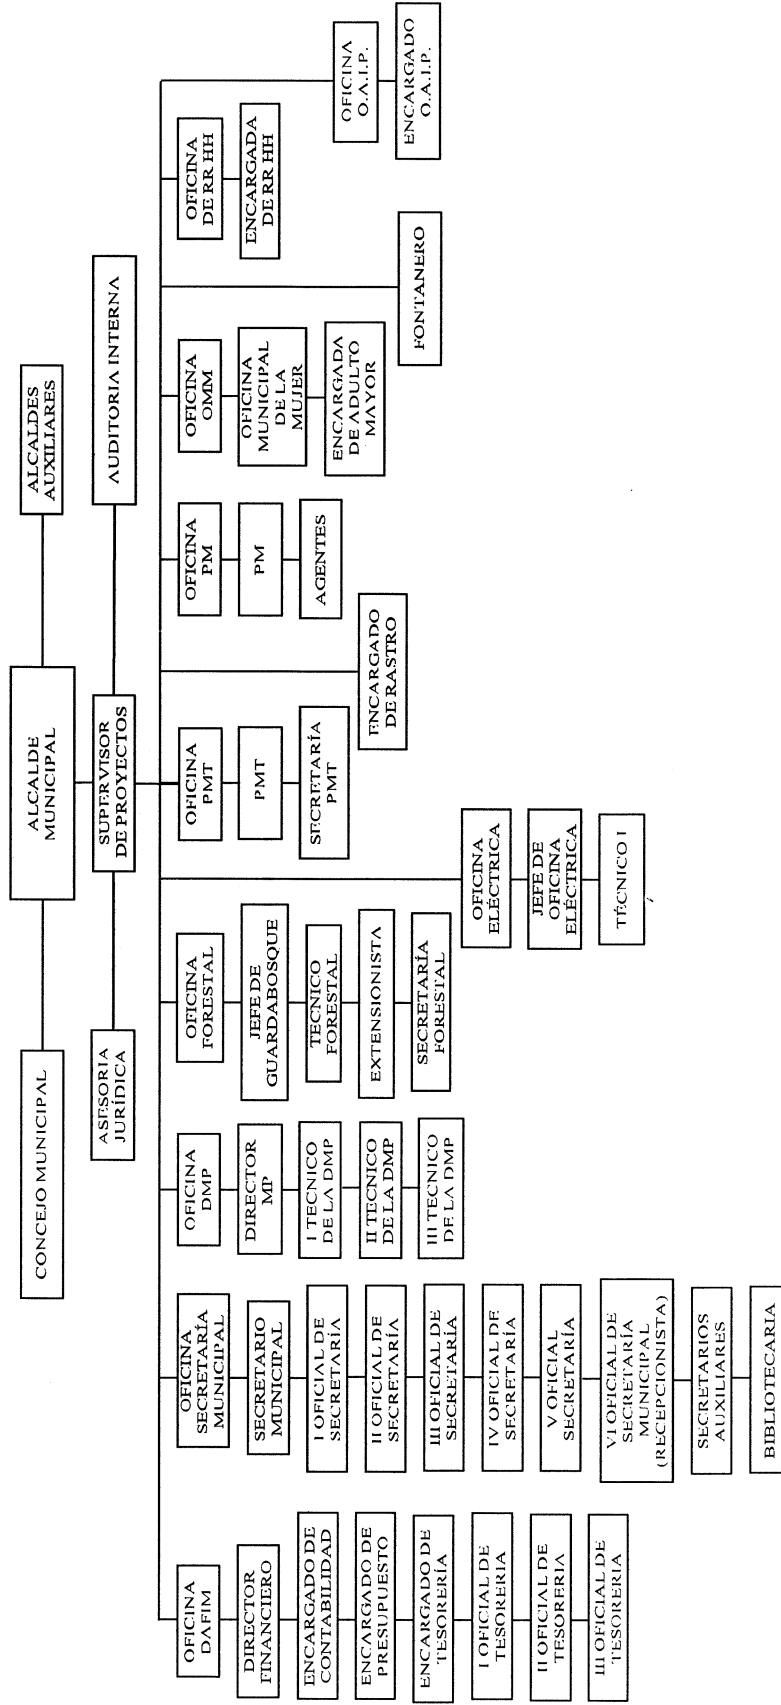 CONCEJO MUNICIPAL
ALCALDE
MUNICIPAL
ALCALDES
AUXILIARES
ASESORIA
JURÍDICA
SUPERVISOR
DE PROYECTOS
AUDITORIA INTERNA
OFICINA
DAFIM
DIRECTOR
FINANCIERO
ENCARGADO DE
CONTABILIDAD
ENCARGADO DE
PRESUPUESTO
ENCARGADO DE
TESORERÍA
I OFICIAL DE
TESORERIA
II OFICIAL DE
TESORERIA
III OFICIAL DE
TESORERIA
OFICINA
SECRETARÍA
MUNICIPAL
SECRETARIO
MUNICIPAL
I OFICIAL DE
SECRETARÍA
II OFICIAL DE
SECRETARÍA
III OFICIAL DE
SECRETARÍA
IV OFICIAL DE
SECRETARÍA
V OFICIAL
SECRETARÍA
VI OFICIAL DE
SECRETARÍA
MUNICIPAL
(RECEPCIONISTA)
SECRETARIOS
AUXILIARES
BIBLIOTECARIA
OFICINA
DMP
DIRECTOR
MP
I TECNICO
DE LA DMP
II TECNICO
DE LA DMP
III TECNICO
DE LA DMP
OFICINA
FORESTAL
JEFE DE
GUARDABOSQUE
TECNICO
FORESTAL
EXTENSIONISTA
SECRETARÍA
FORESTAL
OFICINA
ELÉCTRICA
JEFE DE
OFICINA
ELÉCTRICA
TÉCNICO I
OFICINA
PMT
PMT
SECRETARÍA
PMT
ENCARGADO
DE RASTRO
OFICINA
PM
PM
AGENTES
OFICINA
OMM
OFICINA
MUNICIPAL
DE LA
MUJER
ENCARGADA
DE ADULTO
MAYOR
FONTANERO
OFICINA
DE RR HH
ENCARGADA
DE RR HH
OFICINA
O.A.I.P.
ENCARGADO
O.A.I.P.